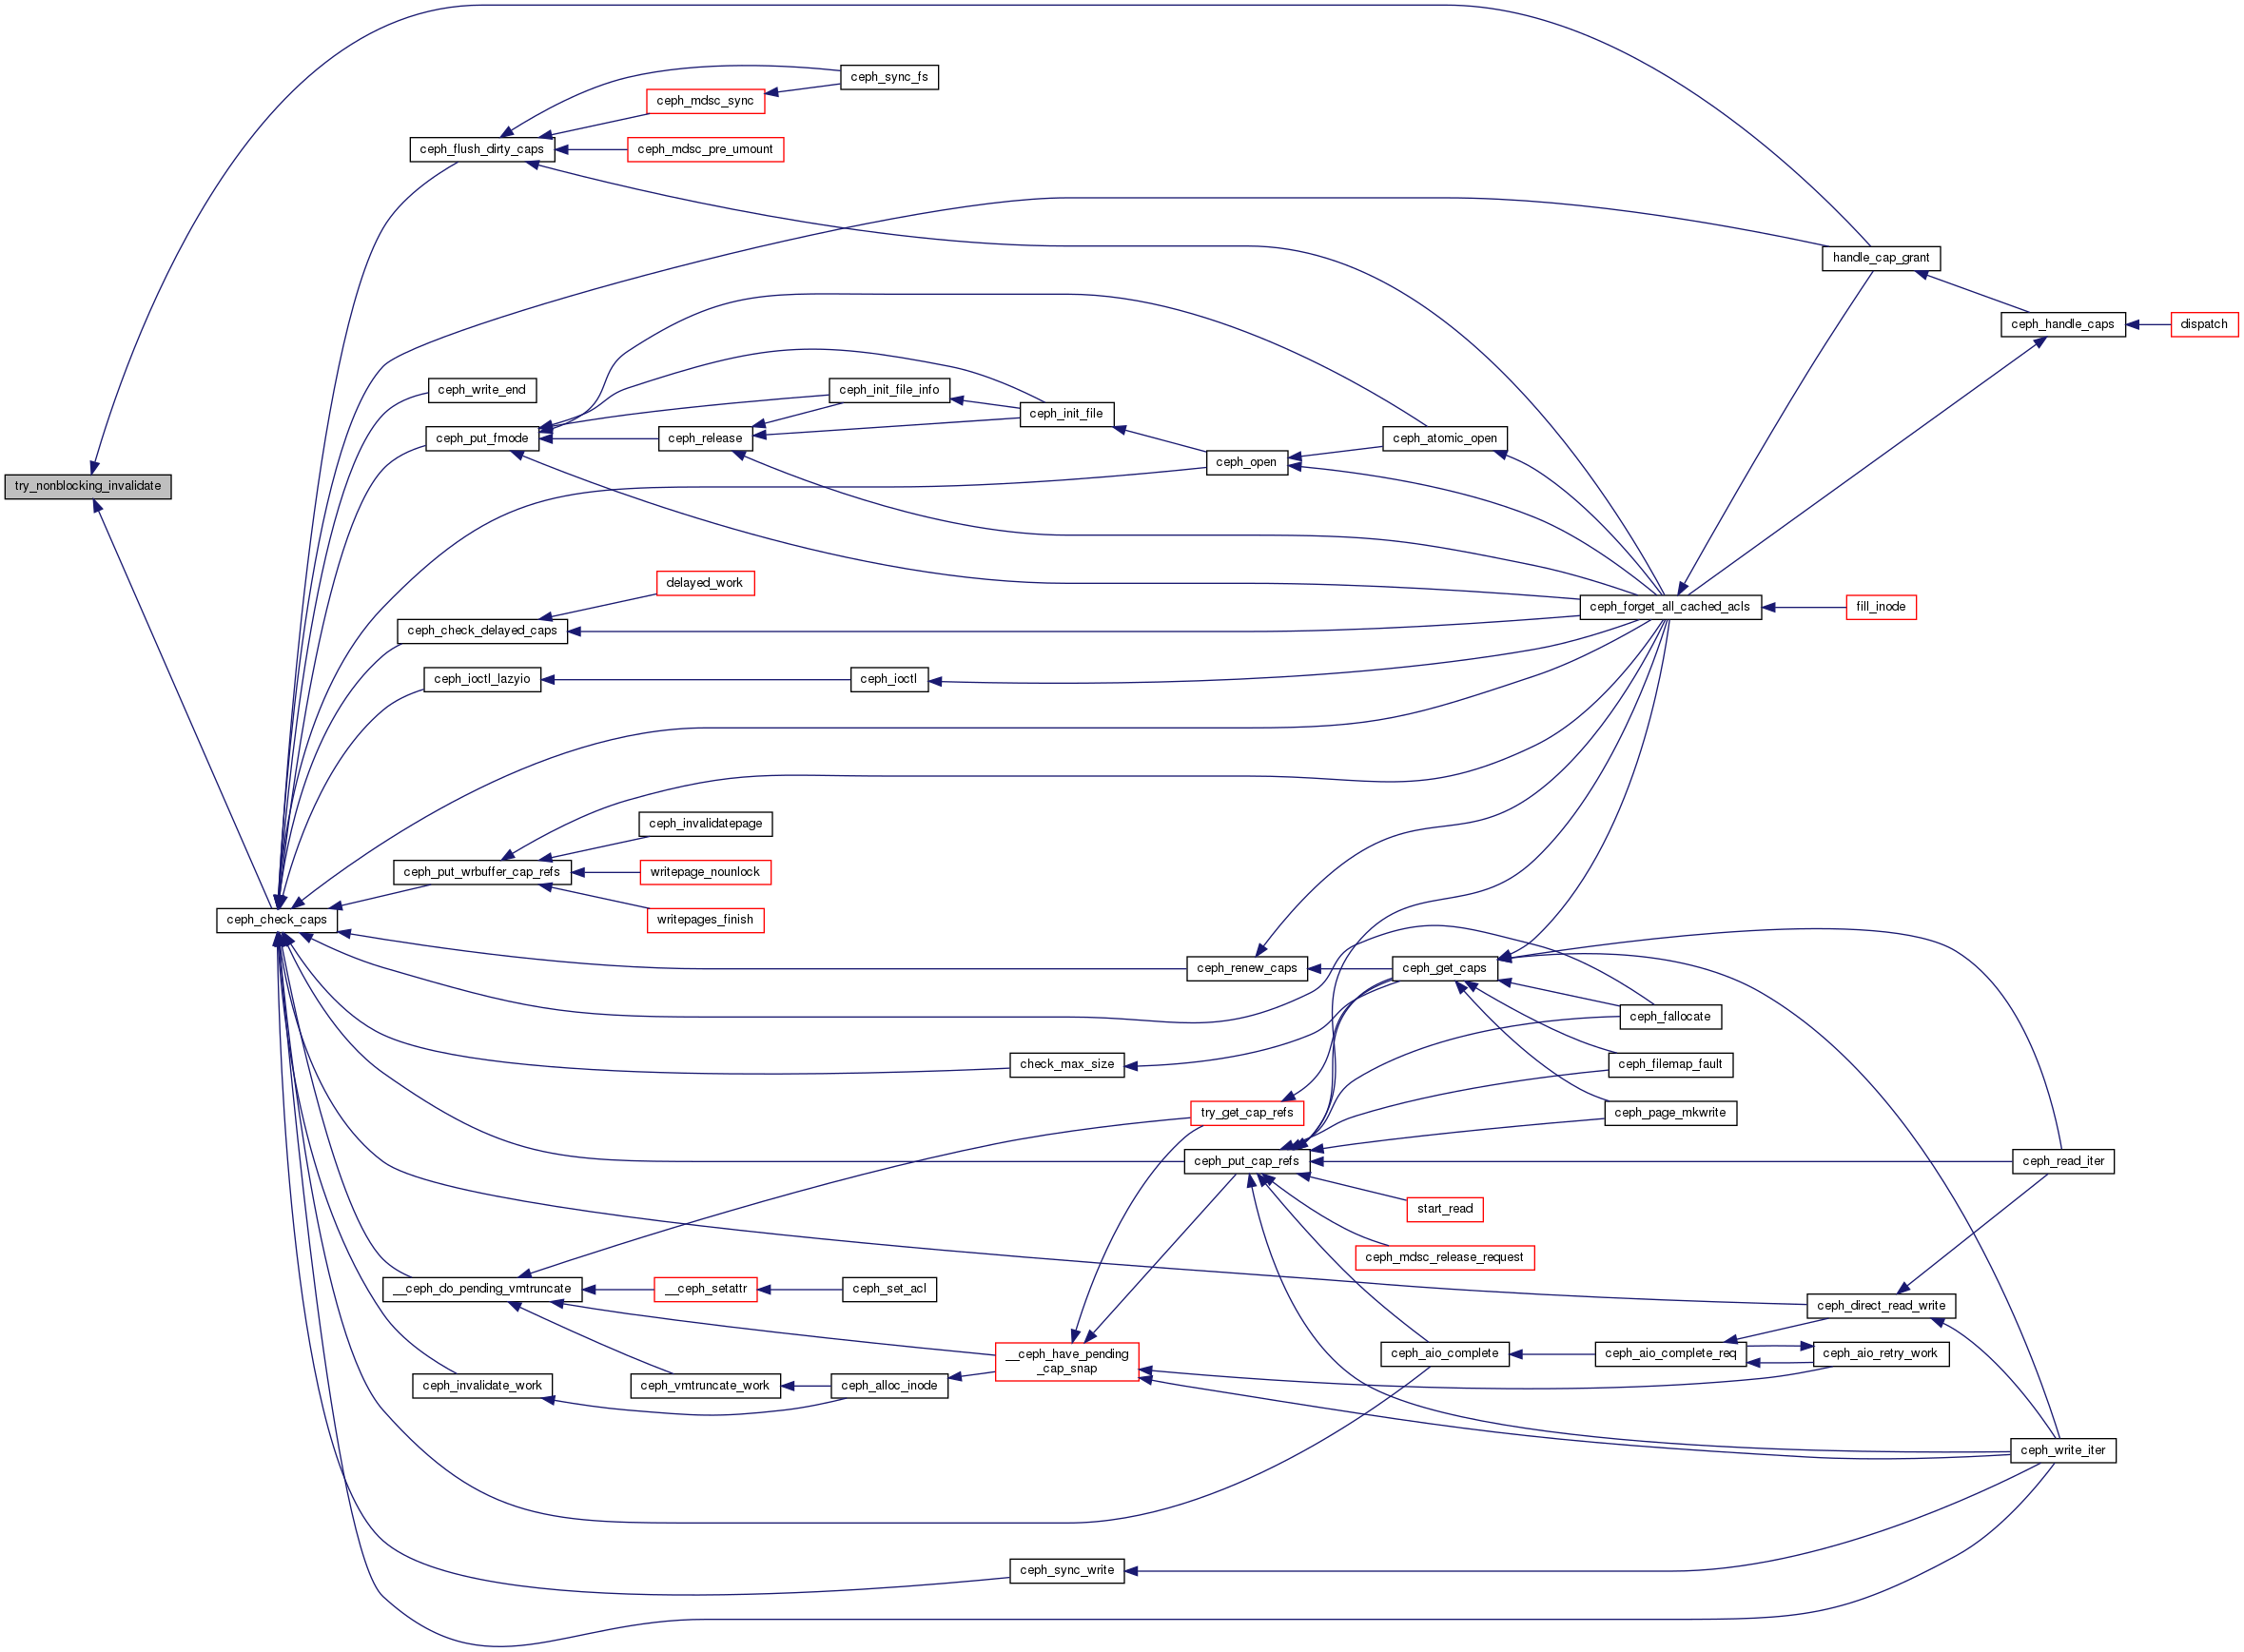 ceph_sync_fs
ceph_mdsc_sync
ceph_flush_dirty_caps
ceph_mdsc_pre_umount
handle_cap_grant
ceph_handle_caps
dispatch
ceph_write_end
ceph_init_file_info
ceph_init_file
ceph_put_fmode
ceph_release
ceph_atomic_open
ceph_open
try_nonblocking_invalidate
delayed_work
ceph_forget_all_cached_acls
fill_inode
ceph_check_delayed_caps
ceph_ioctl_lazyio
ceph_ioctl
ceph_invalidatepage
ceph_put_wrbuffer_cap_refs
writepage_nounlock
ceph_check_caps
writepages_finish
ceph_renew_caps
ceph_get_caps
ceph_fallocate
check_max_size
ceph_filemap_fault
try_get_cap_refs
ceph_page_mkwrite
ceph_put_cap_refs
ceph_read_iter
start_read
ceph_mdsc_release_request
__ceph_do_pending_vmtruncate
__ceph_setattr
ceph_set_acl
ceph_direct_read_write
__ceph_have_pending
_cap_snap
ceph_aio_complete
ceph_aio_complete_req
ceph_aio_retry_work
ceph_invalidate_work
ceph_vmtruncate_work
ceph_alloc_inode
ceph_write_iter
ceph_sync_write